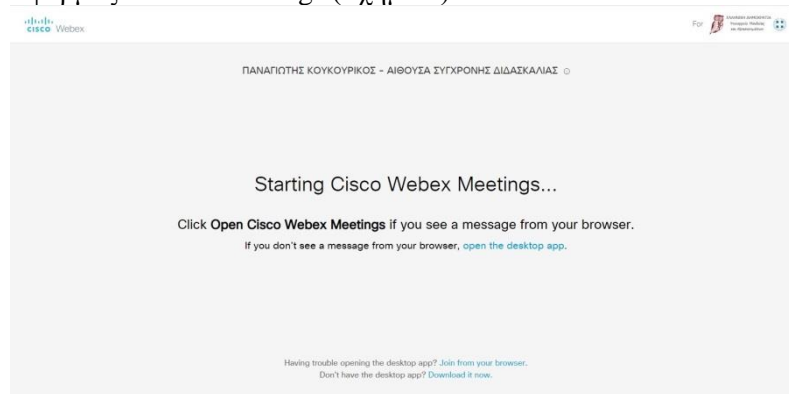 CISCO Webex
For
ΠΑΝΑΓΙΩΤΗΣ ΚΟΥΚΟΥΡΙΚΟΣ - ΑΙΘΟΥΣΑ ΣΥΓΧΡΟΝΗΣ ΔΙΔΑΣΚΑΛΙΑΣ
Starting Cisco Webex Meetings...
Click Open Cisco Webex Meetings if you see a message from your browser.
If you don't see a message from your browser, open the desktop app.
Having trouble opening the desktop app? Join from your browser.
Don't have the desktop app? Download it now.